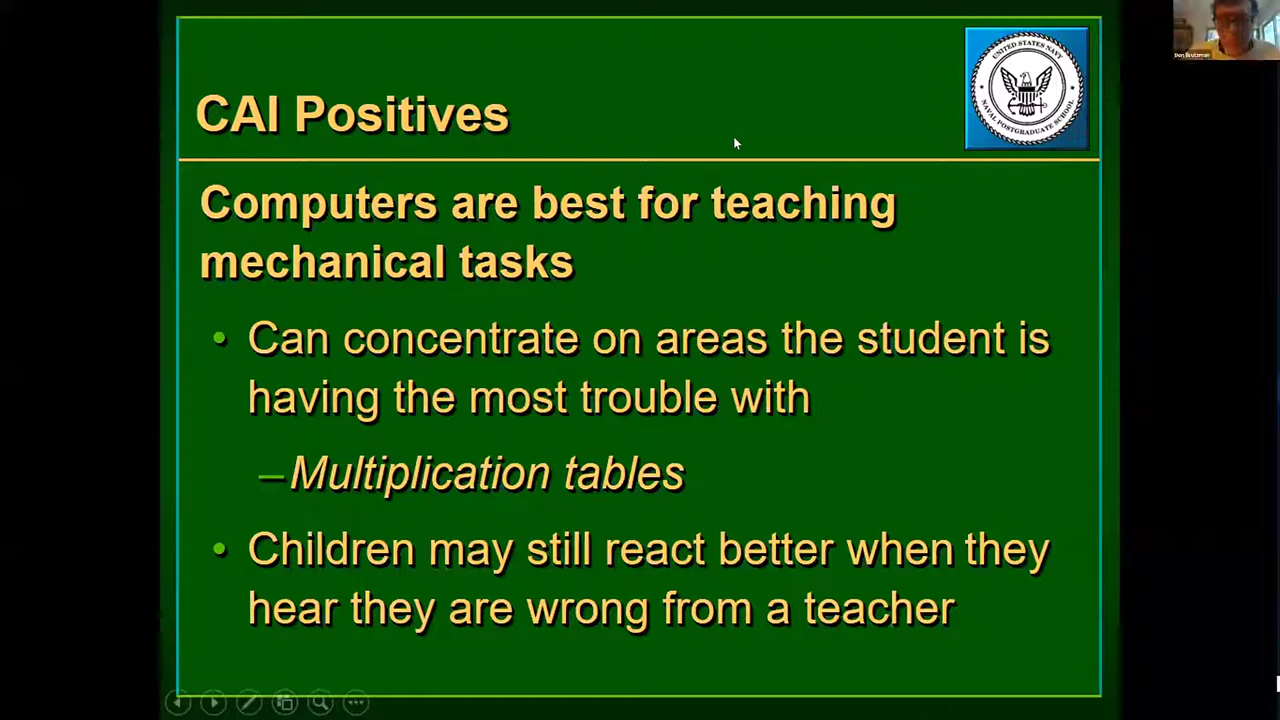 CAI Positives
UNITED STATES NAVY
NAVAL POSTGRADUATE SCHOOL
Don Brutzman
Computers are best for teaching
mechanical tasks
• Can concentrate on areas the student is
having the most trouble with
–Multiplication tables
• Children may still react better when they
hear they are wrong from a teacher